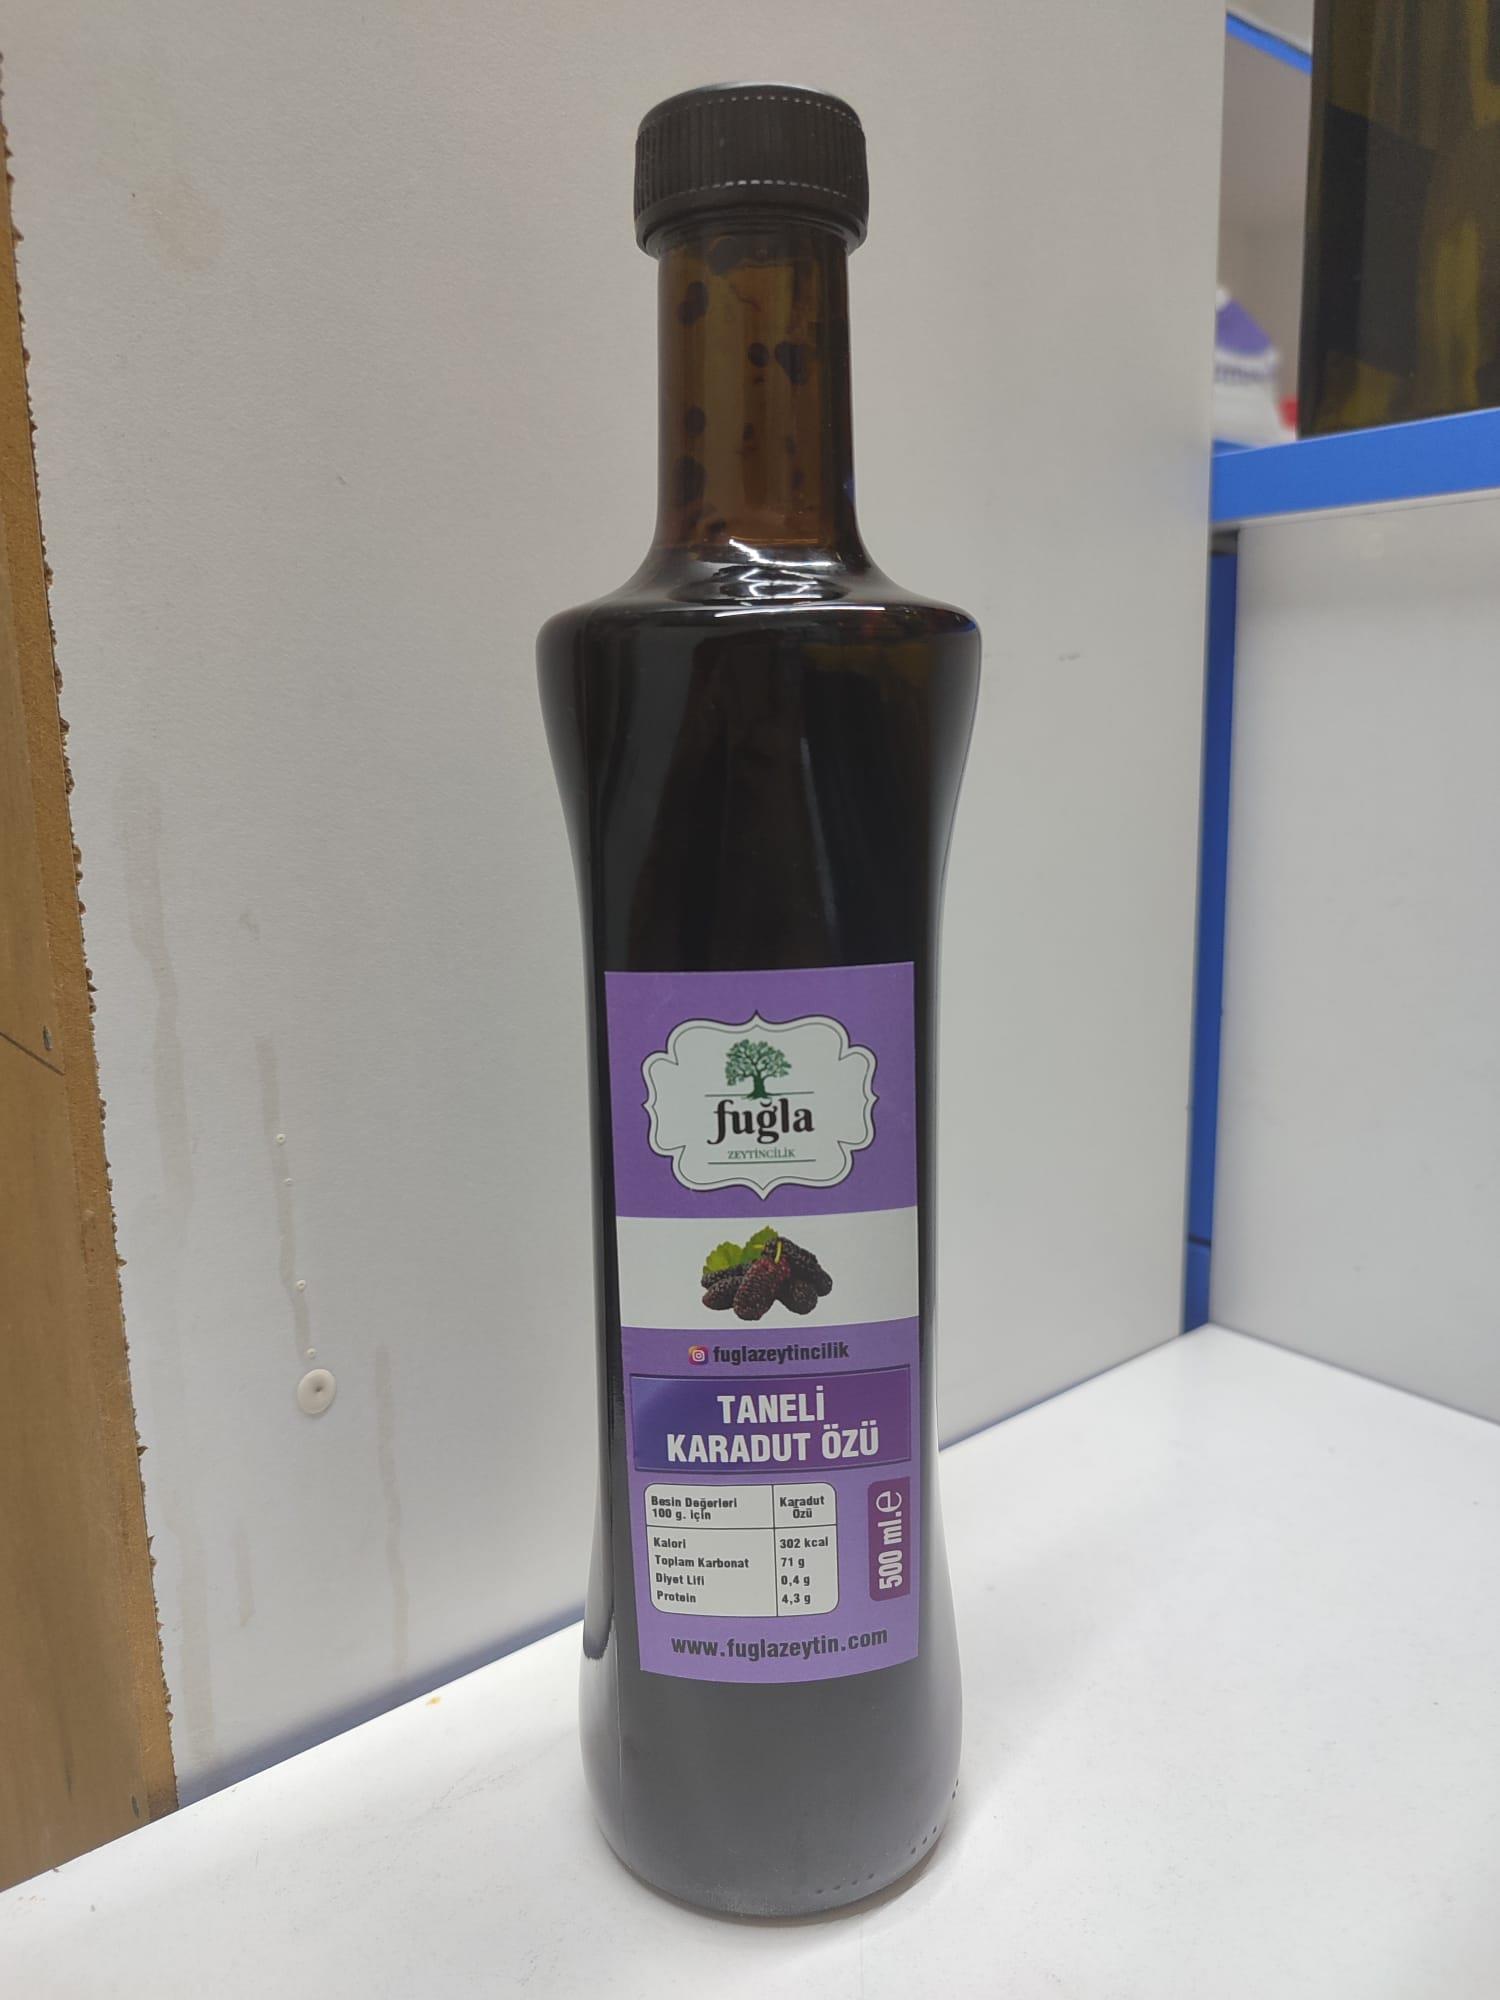 fuğla
ZEYTİNCİLİK
fuglazeytincilik
TANELİ
KARADUT ÖZÜ
Besin Değerleri
100 g. için
Karadut
Özü
Kalori 302 kcal
Toplam Karbonat 71 g
Diyet Lifi 0,4 g
Protein 4,3 g
500 ml.℮
www.fuglazeytin.com